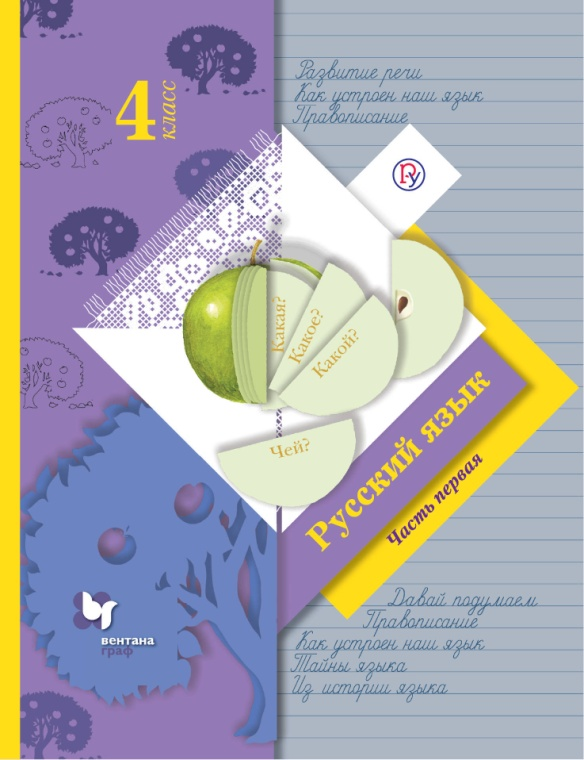 4
класс
Развитие речи
Как устроен наш язык
Правописание
РУ
Какая?
Какое?
Какой?
Чей?
Русский язык
Часть первая
Давай подумаем
Правописание
Как устроен наш язык
Тайны языка
Из истории языка
вентана
граф